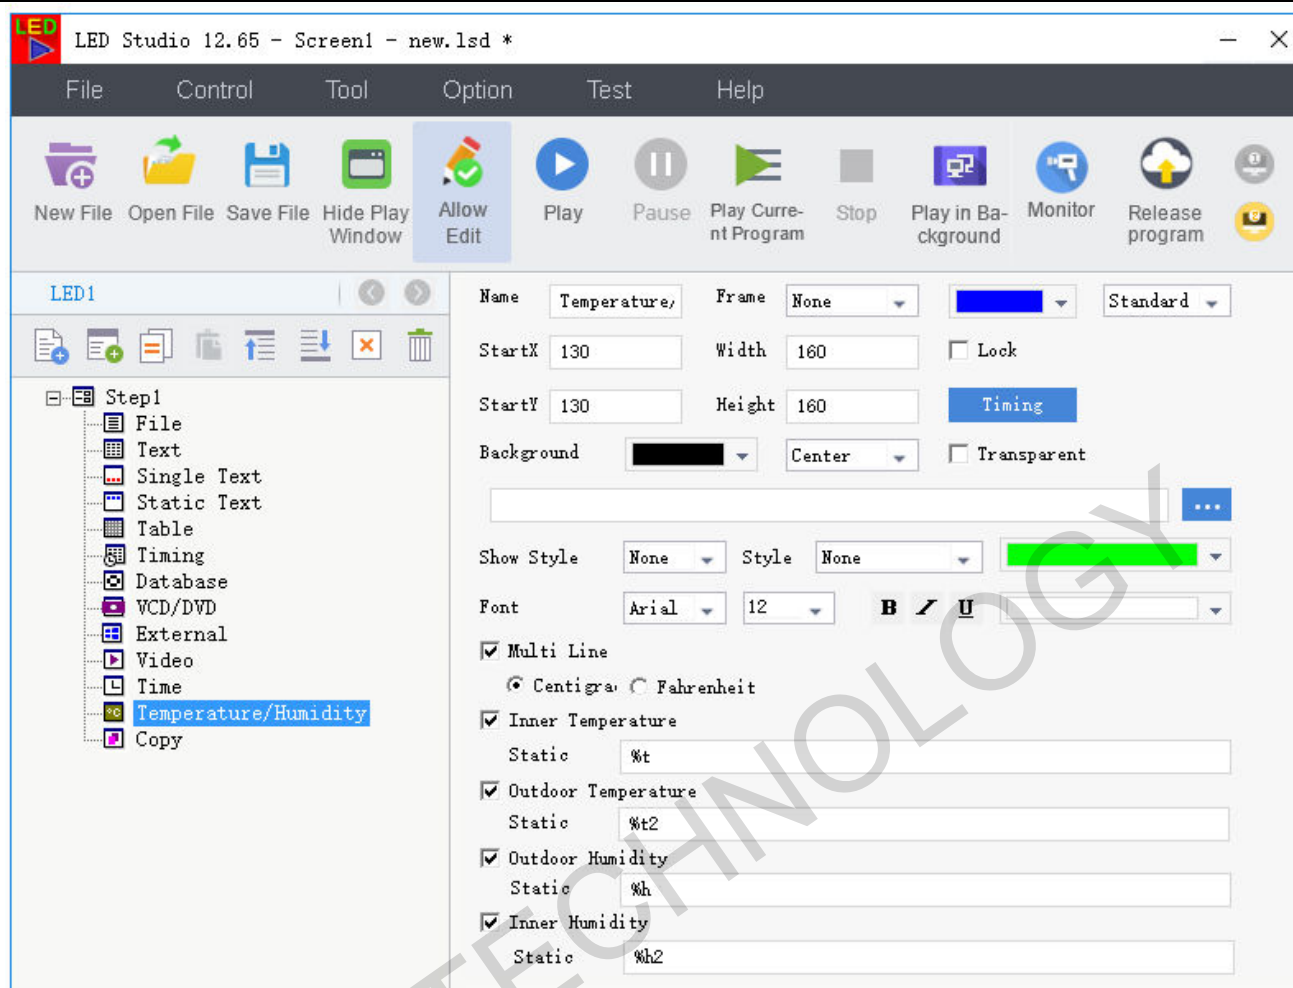 LED
LED Studio 12.65 - Screen1 - new.lsd *
File Control Tool Option Test Help
New File Open File Save File Hide Play Window Allow Edit Play Pause Play Curre-nt Program Stop Play in Ba-ckground Monitor Release program
LED1
Name Temperature/ Frame None Standard
StartX 130 Width 160 Lock
StartY 130 Height 160 Timing
Background Center Transparent
...
Show Style None Style None
Font Arial 12 B I U
Multi Line
Centigra Fahrenheit
Inner Temperature
Static %t
Outdoor Temperature
Static %t2
Outdoor Humidity
Static %h
Inner Humidity
Static %h2
Step1
File
Text
Single Text
Static Text
Table
Timing
Database
VCD/DVD
External
Video
Time
°C Temperature/Humidity
Copy
TECHNOLOGY